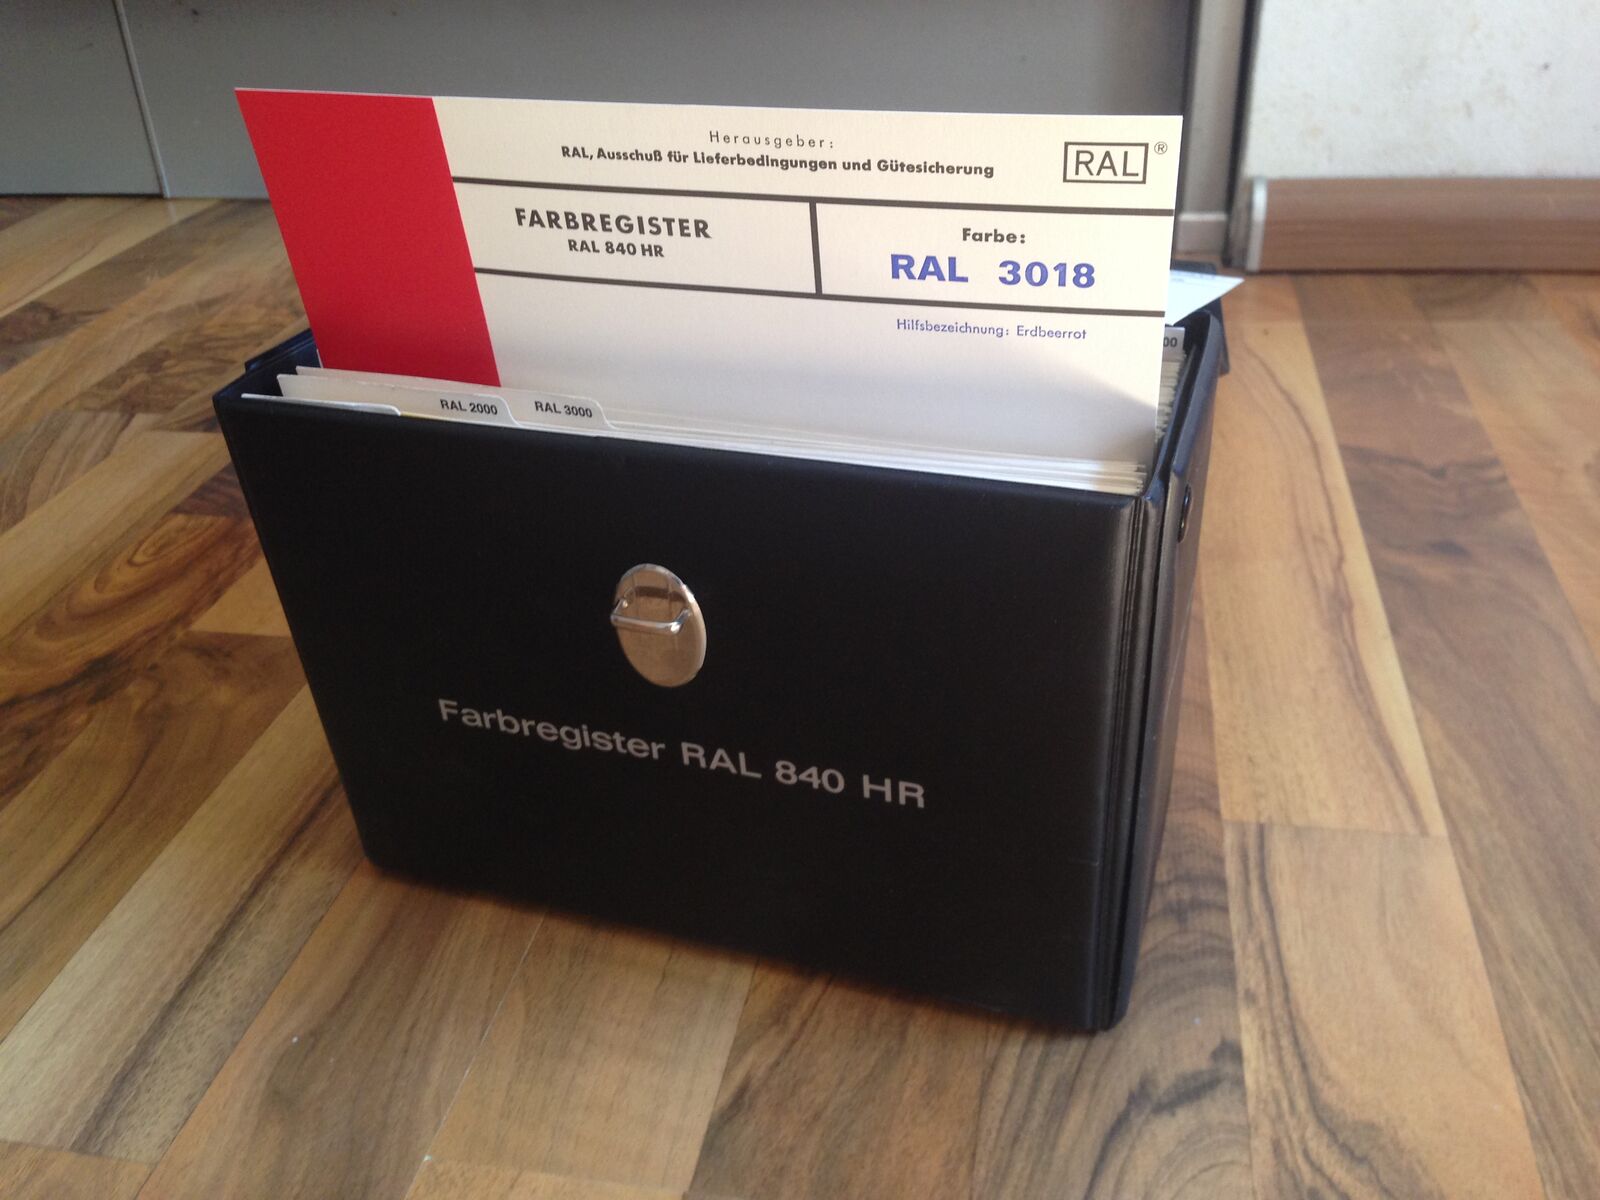 Herausgeber:
RAL, Ausschuß für Lieferbedingungen und Gütesicherung
RAL®
FARBREGISTER
RAL 840 HR
Farbe:
RAL 3018
Hilfsbezeichnung: Erdbeerrot
00
RAL 2000
RAL 3000
Farbregister RAL 840 HR